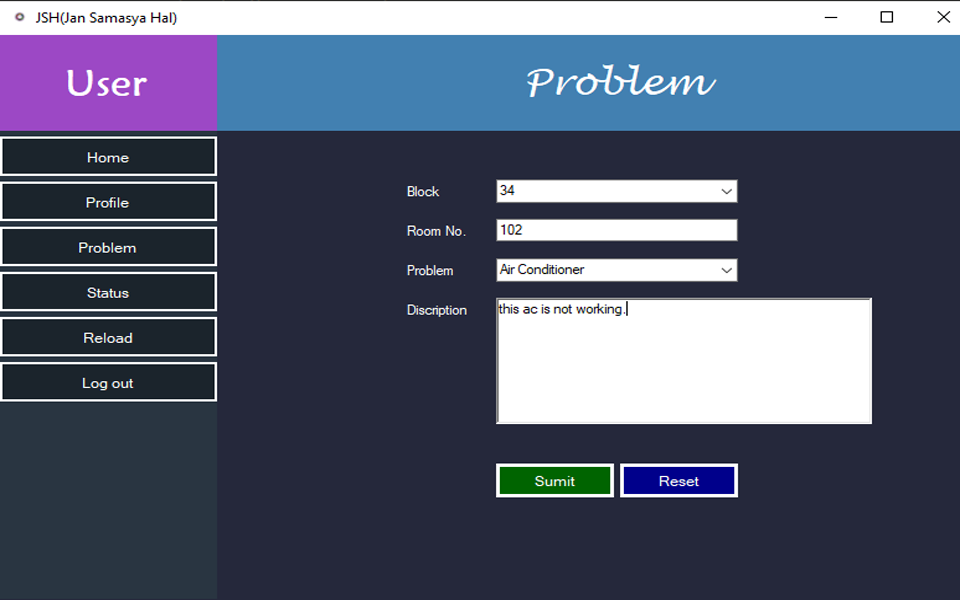 JSH(Jan Samasya Hal)
User
Problem
Home
Profile
Problem
Status
Reload
Log out
Block 34
Room No. 102
Problem Air Conditioner
Discription this ac is not working.
Sumit Reset